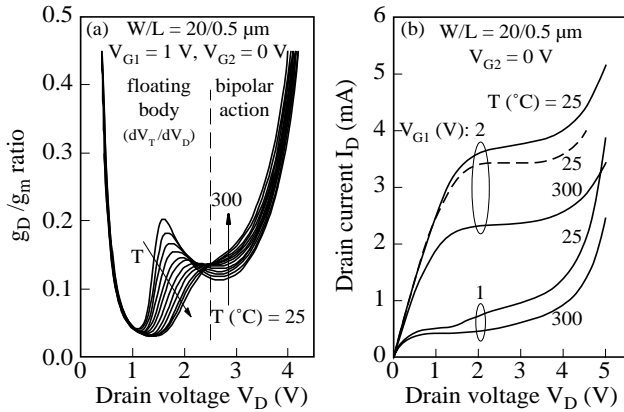 (a) W/L = 20/0.5 μm
V_G1 = 1 V, V_G2 = 0 V
floating
body
(dV_T/dV_D)
bipolar
action
300
T
T (°C) = 25
g_D/g_m ratio
0.5
0.4
0.3
0.2
0.1
0.0
0 1 2 3 4
Drain voltage V_D (V)
(b) W/L = 20/0.5 μm
V_G2 = 0 V
T (°C) = 25
V_G1 (V): 2
25
300
25
1
300
Drain current I_D (mA)
6
5
4
3
2
1
0
0 1 2 3 4 5
Drain voltage V_D (V)